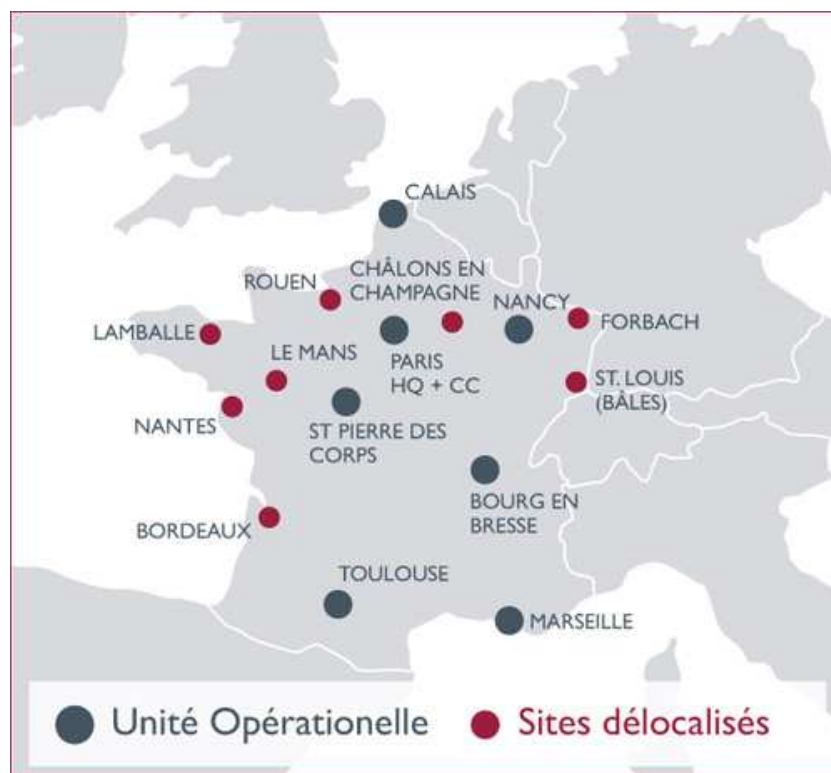 CALAIS
CHÂLONS EN
CHAMPAGNE
ROUEN
NANCY
FORBACH
LAMBALLE
LE MANS
PARIS
HQ + CC
ST. LOUIS
(BÂLES)
NANTES
ST PIERRE DES
CORPS
BOURG EN
BRESSE
BORDEAUX
TOULOUSE
MARSEILLE
Unité Opérationelle
Sites délocalisés